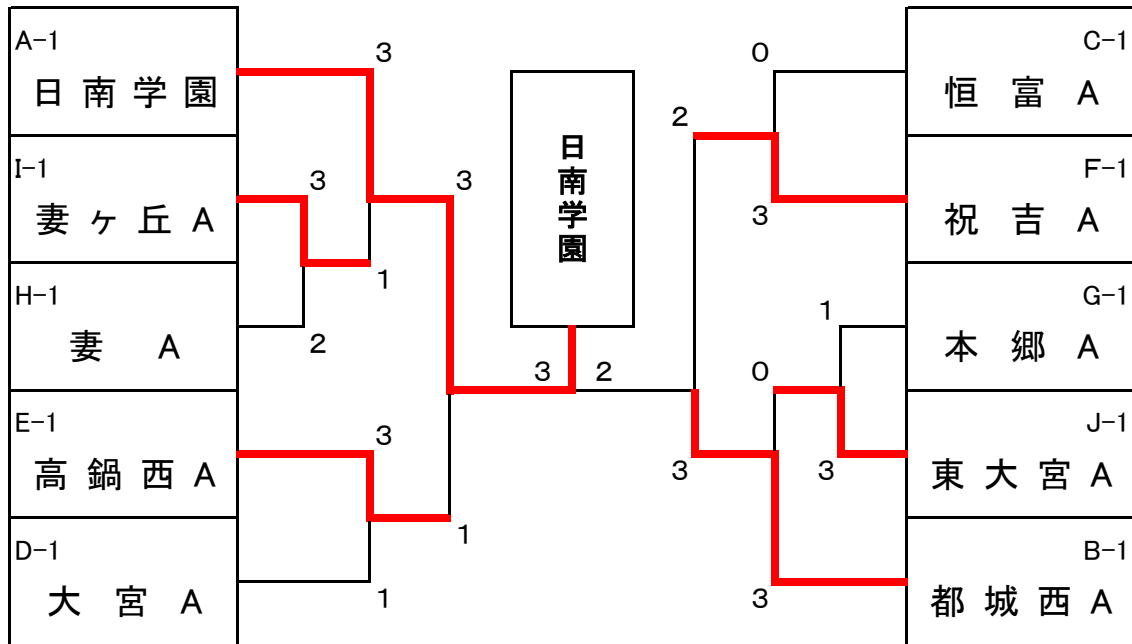 A-1
日南学園
I-1
妻ヶ丘A
H-1
妻 A
E-1
高鍋西A
D-1
大宮A
3
3
1
2
3
3
1
1
日南学園
3 2
0
2
3
1
0
3
3
3
C-1
恒富A
F-1
祝吉A
G-1
本郷A
J-1
東大宮A
B-1
都城西A